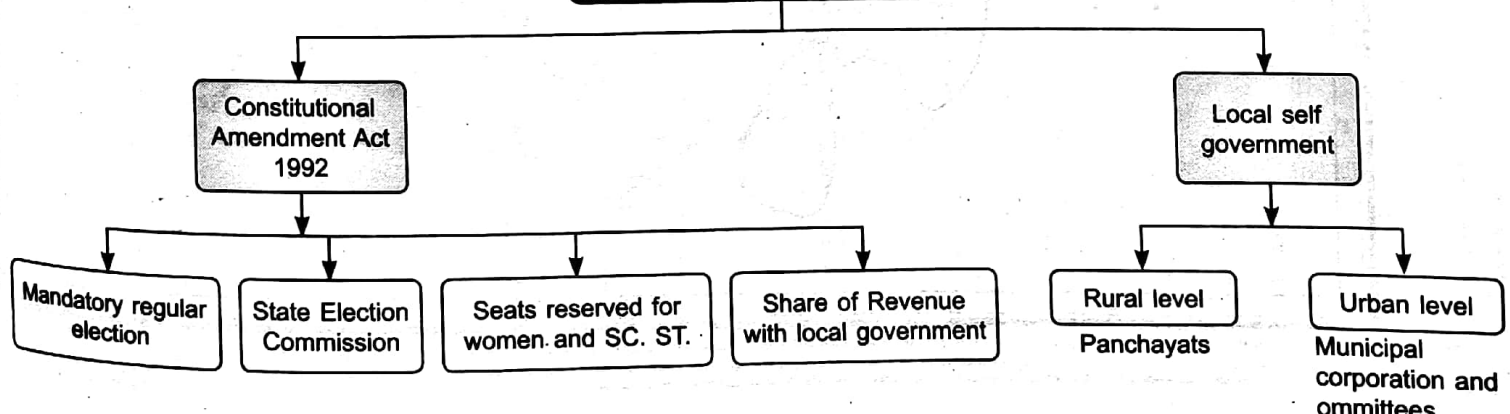 Constitutional
Amendment Act
1992
Local self
government
Mandatory regular
election
State Election
Commission
Seats reserved for
women and SC. ST.
Share of Revenue
with local government
Rural level
Panchayats
Urban level
Municipal
corporation and
ommittees